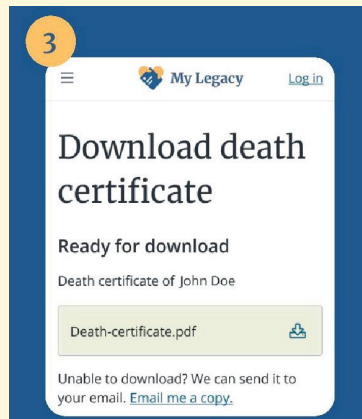 3
My Legacy Log in
Download death
certificate
Ready for download
Death certificate of John Doe
Death-certificate.pdf
Unable to download? We can send it to
your email. Email me a copy.